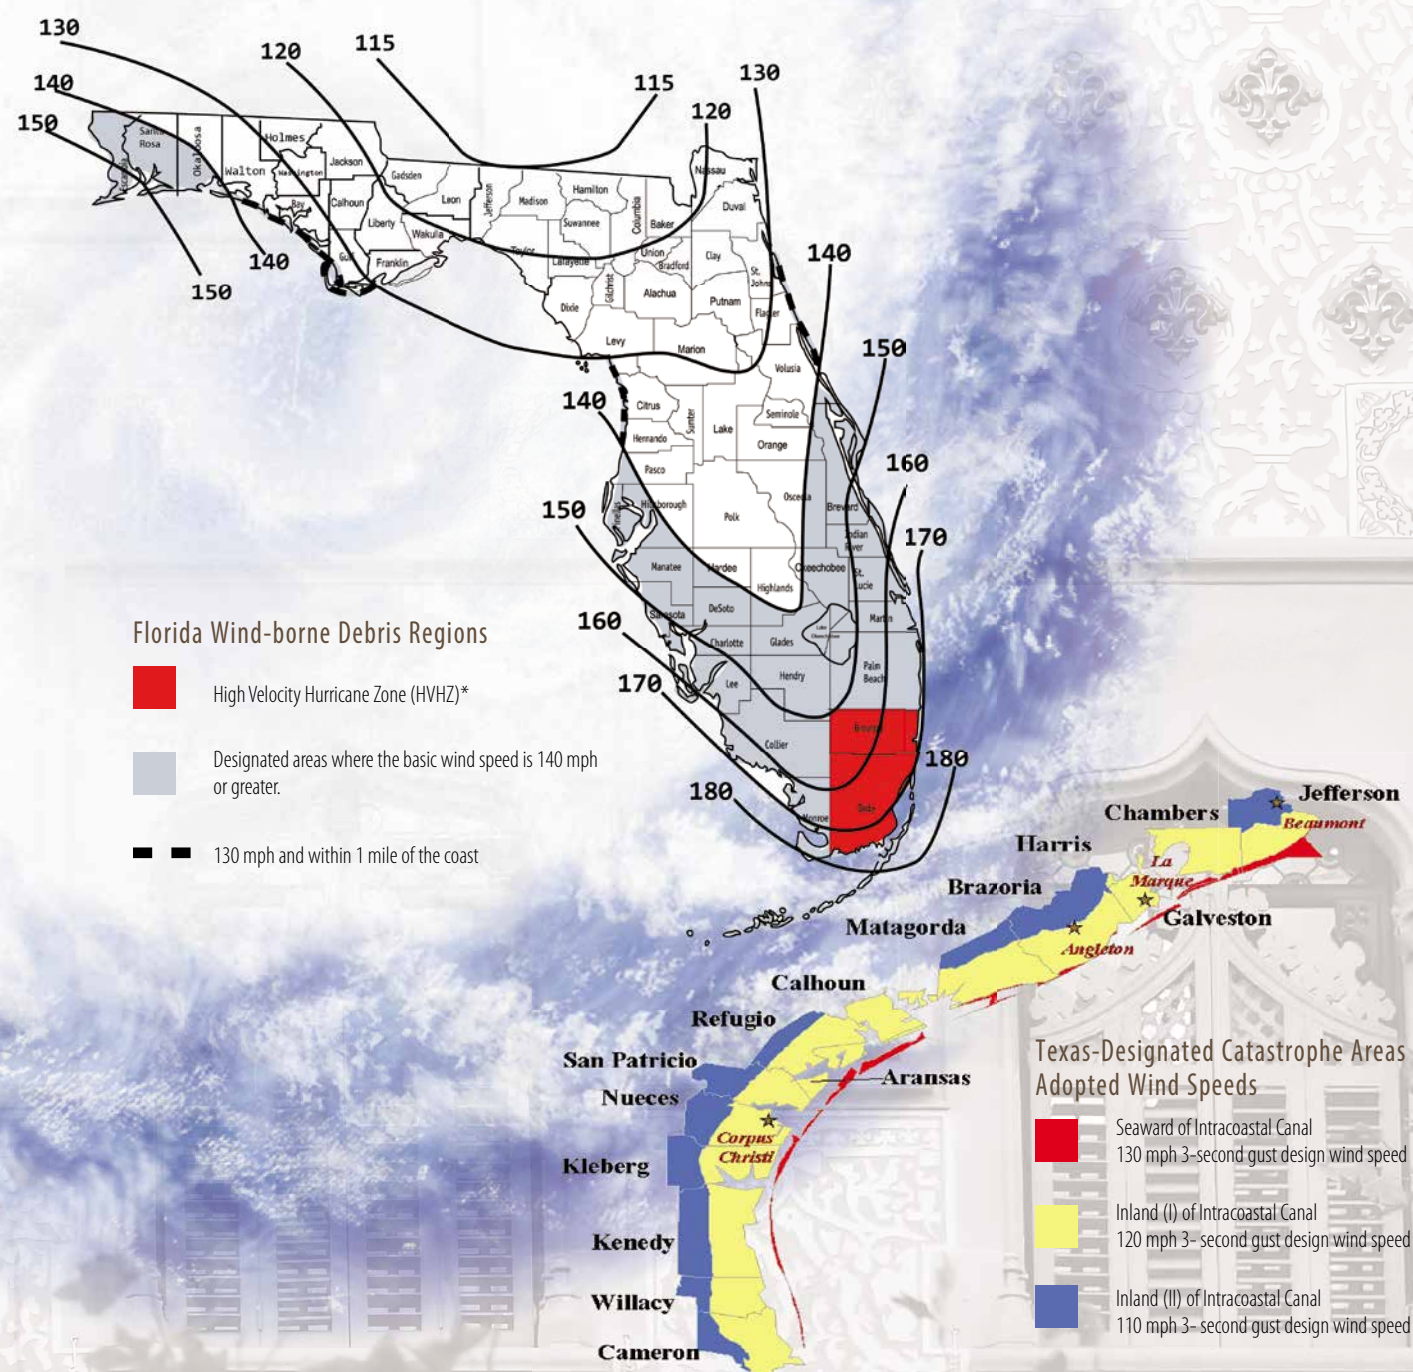 130
120
115
140
115
130
150
120
Santa
Rosa
Escambia
Okaloosa
Walton
Holmes
Washington
Jackson
Bay
Calhoun
Gulf
Liberty
Gadsden
Leon
Wakulla
Franklin
Jefferson
Madison
Taylor
Hamilton
Suwannee
Lafayette
Columbia
Baker
Nassau
Duval
Union
Bradford
Clay
St.
Johns
Dixie
Gilchrist
Alachua
Putnam
Flagler
Levy
Marion
Volusia
140
150
140
150
140
Citrus
Sumter
Lake
Seminole
Orange
Hernando
Pasco
160
150
Pinellas
Hillsborough
Polk
Osceola
Brevard
Indian
River
170
Manatee
Hardee
Highlands
Okeechobee
St.
Lucie
Sarasota
DeSoto
Martin
160
Charlotte
Glades
Lake
Okeechobee
Lee
Hendry
Palm
Beach
170
Collier
Broward
180
180
Monroe
Dade
Florida Wind-borne Debris Regions
High Velocity Hurricane Zone (HVHZ)*
Designated areas where the basic wind speed is 140 mph
or greater.
130 mph and within 1 mile of the coast
Jefferson
Chambers
Beaumont
Harris
La
Marque
Brazoria
Galveston
Matagorda
Angleton
Calhoun
Refugio
San Patricio
Aransas
Nueces
Corpus
Christi
Kleberg
Kenedy
Willacy
Cameron
Texas-Designated Catastrophe Areas
Adopted Wind Speeds
Seaward of Intracoastal Canal
130 mph 3-second gust design wind speed
Inland (I) of Intracoastal Canal
120 mph 3- second gust design wind speed
Inland (II) of Intracoastal Canal
110 mph 3- second gust design wind speed